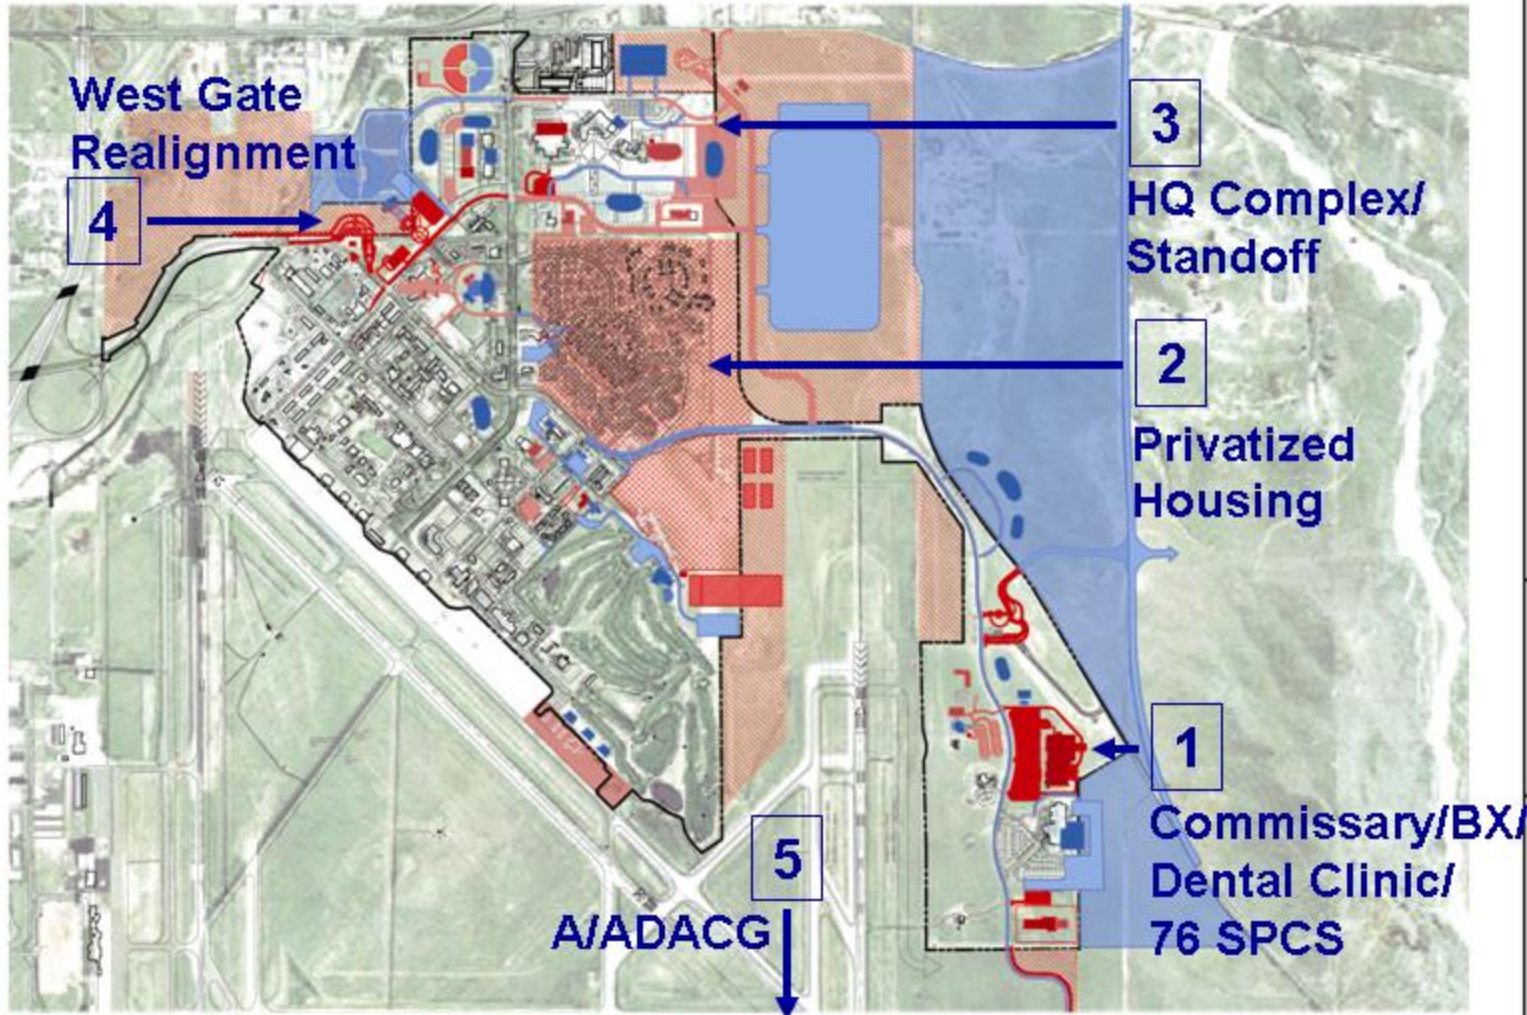 West Gate
Realignment
4
3
HQ Complex/
Standoff
2
Privatized
Housing
1
Commissary/BX/
Dental Clinic/
76 SPCS
5
A/ADACG